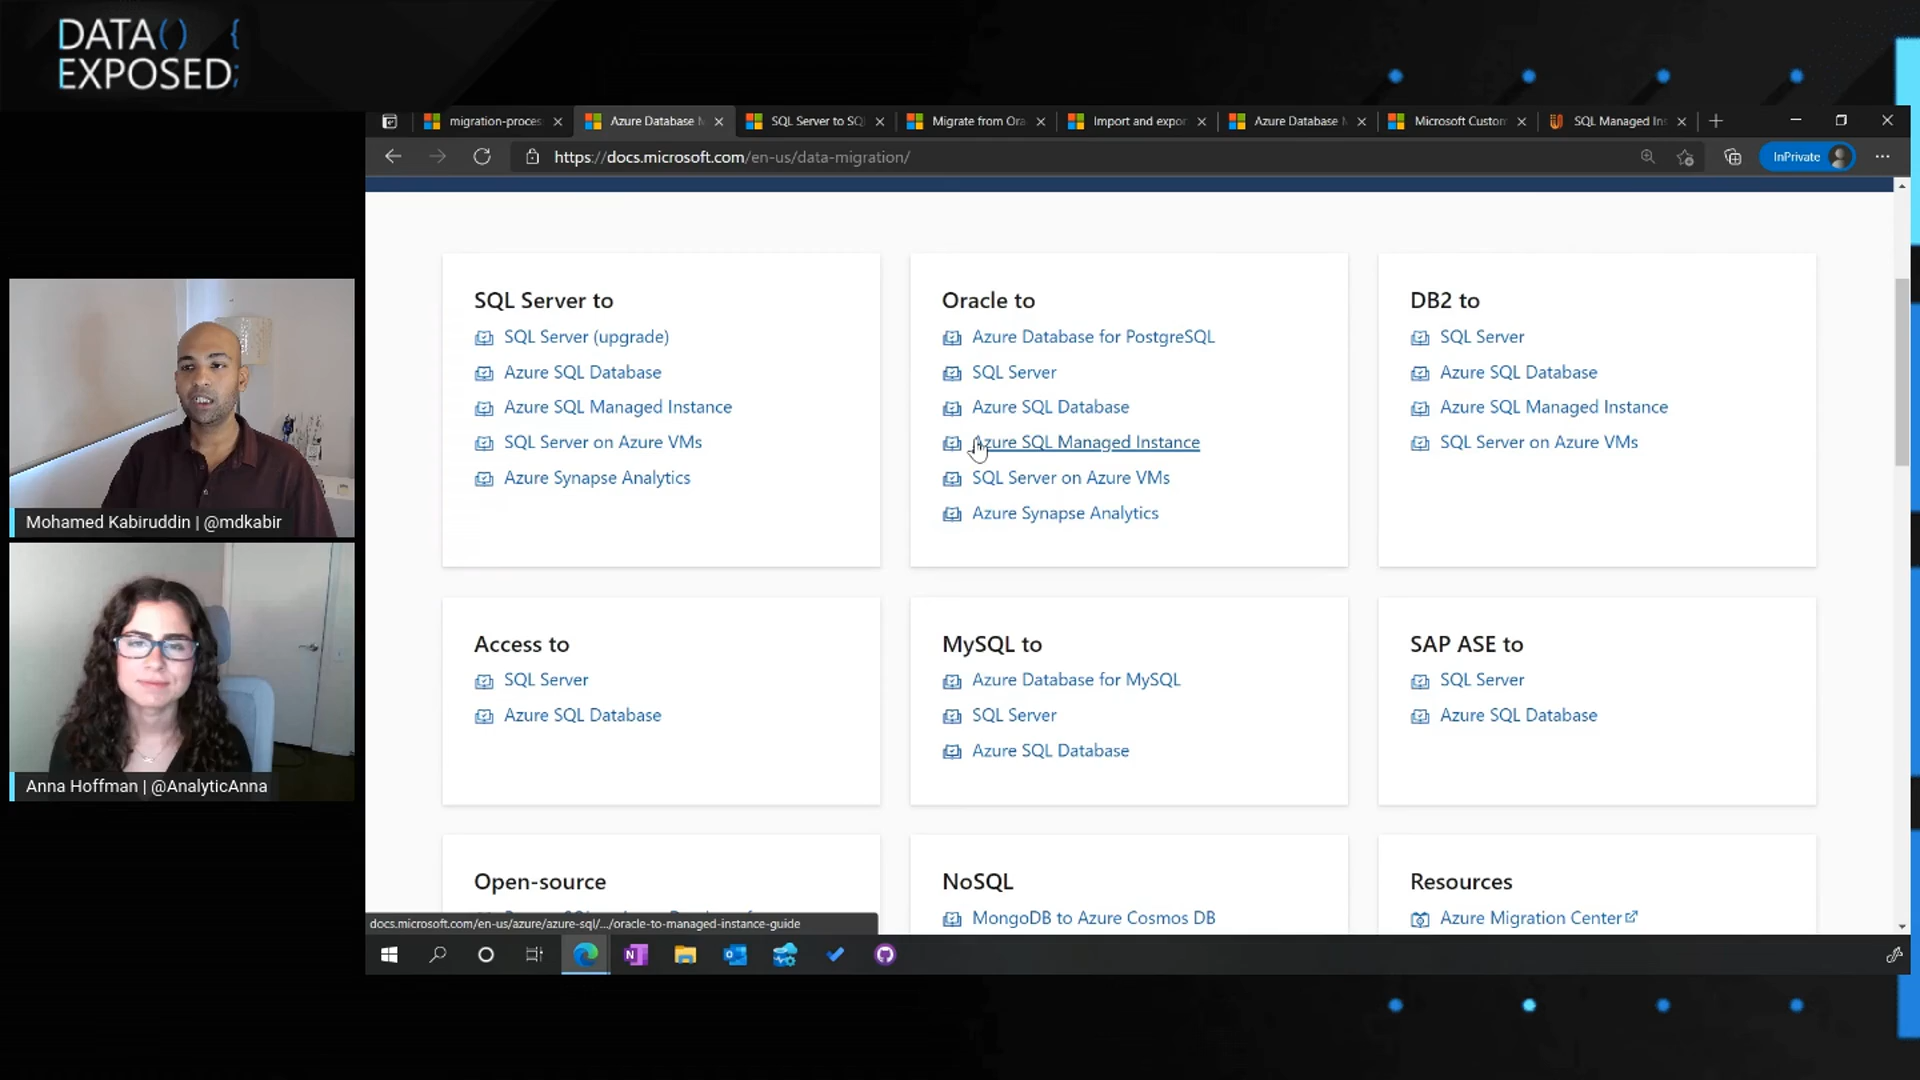 DATA() {
EXPOSED;
migration-proces
Azure Database M
SQL Server to SQ
Migrate from Ora
Import and expor
Azure Database M
Microsoft Custom
SQL Managed Ins
https://docs.microsoft.com/en-us/data-migration/
InPrivate
SQL Server to
SQL Server (upgrade)
Azure SQL Database
Azure SQL Managed Instance
SQL Server on Azure VMs
Azure Synapse Analytics
Oracle to
Azure Database for PostgreSQL
SQL Server
Azure SQL Database
Azure SQL Managed Instance
SQL Server on Azure VMs
Azure Synapse Analytics
DB2 to
SQL Server
Azure SQL Database
Azure SQL Managed Instance
SQL Server on Azure VMs
Mohamed Kabiruddin | @mdkabir
Anna Hoffman | @AnalyticAnna
Access to
SQL Server
Azure SQL Database
MySQL to
Azure Database for MySQL
SQL Server
Azure SQL Database
SAP ASE to
SQL Server
Azure SQL Database
Open-source
NoSQL
MongoDB to Azure Cosmos DB
Resources
Azure Migration Center
docs.microsoft.com/en-us/azure/azure-sql/.../oracle-to-managed-instance-guide